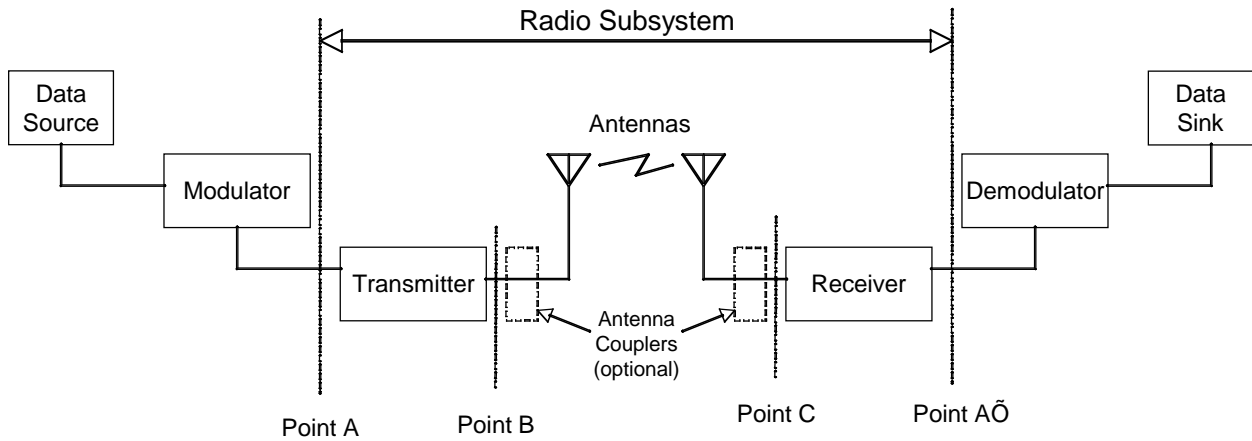 Radio Subsystem
Data
Source
Data
Sink
Antennas
Modulator
Demodulator
Transmitter
Receiver
Antenna
Couplers
(optional)
Point A
Point B
Point C
Point AÕ